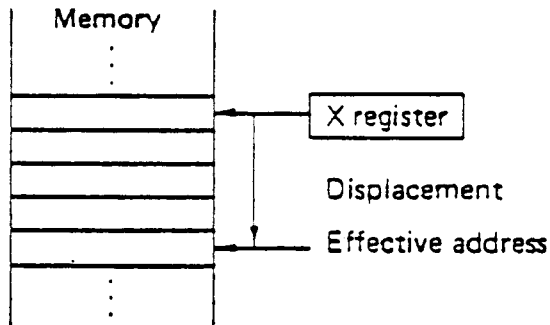 Memory
X register
Displacement
Effective address